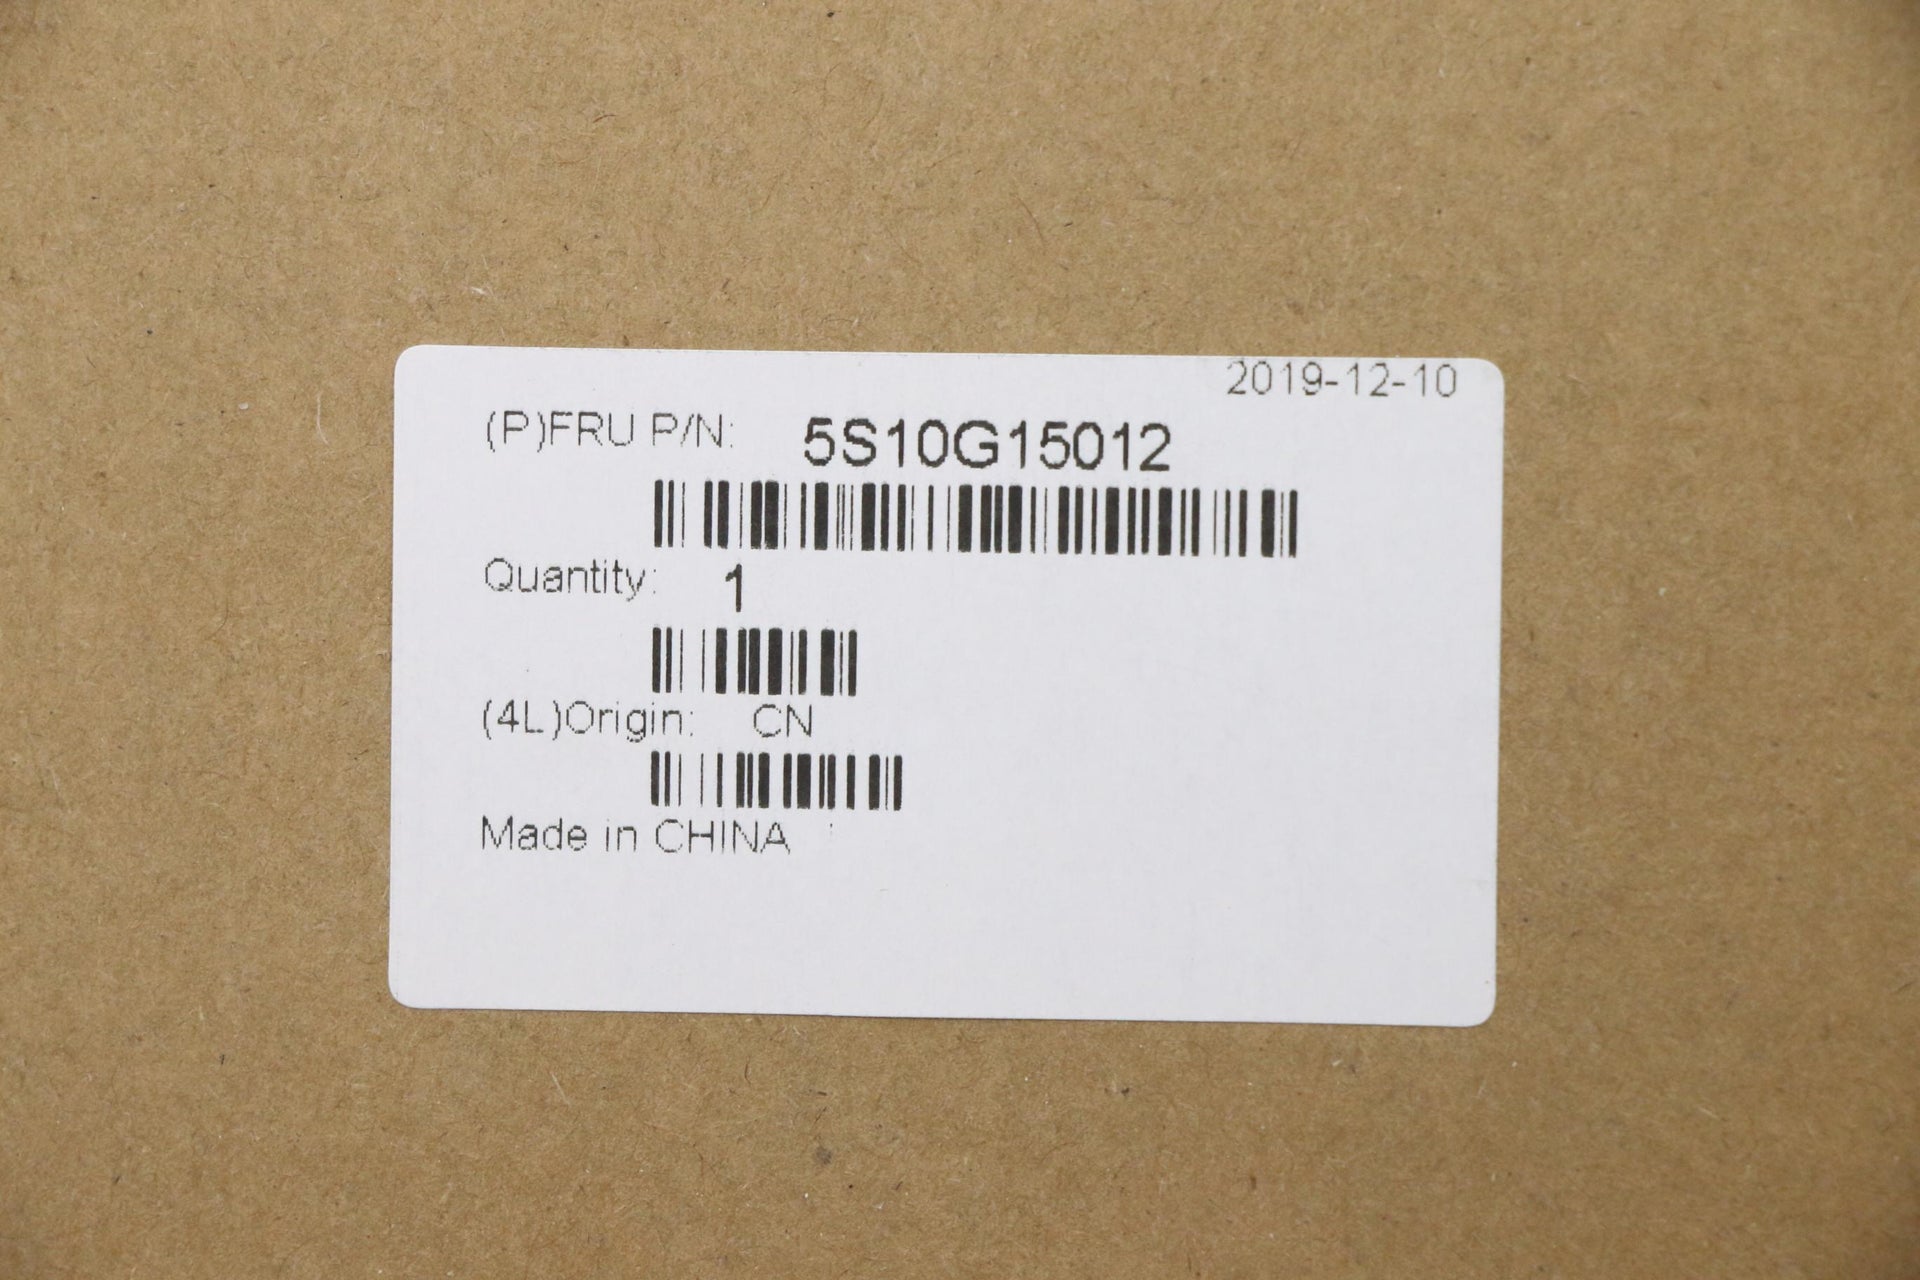 2019-12-10
(P)FRU P/N: 5S10G15012
Quantity: 1
(4L)Origin: CN
Made in CHINA